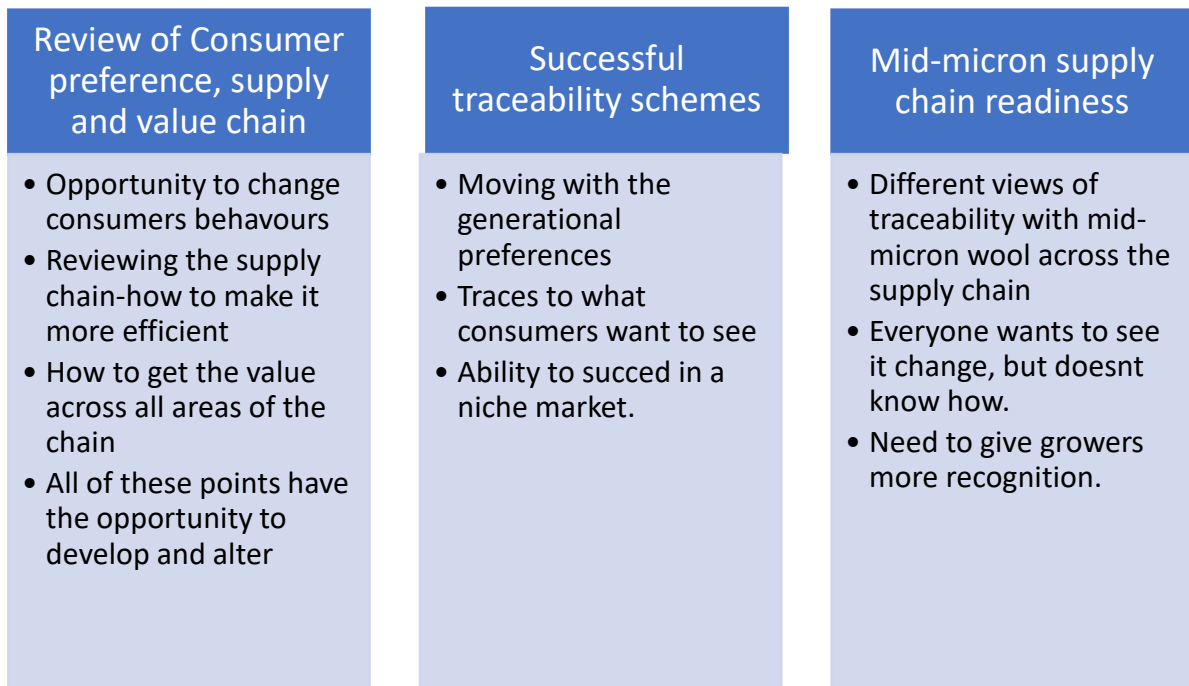 Review of Consumer
preference, supply
and value chain
• Opportunity to change
consumers behavours
• Reviewing the supply
chain-how to make it
more efficient
• How to get the value
across all areas of the
chain
• All of these points have
the opportunity to
develop and alter
Successful
traceability schemes
• Moving with the
generational
preferences
• Traces to what
consumers want to see
• Ability to succed in a
niche market.
Mid-micron supply
chain readiness
• Different views of
traceability with mid-
micron wool across the
supply chain
• Everyone wants to see
it change, but doesnt
know how.
• Need to give growers
more recognition.